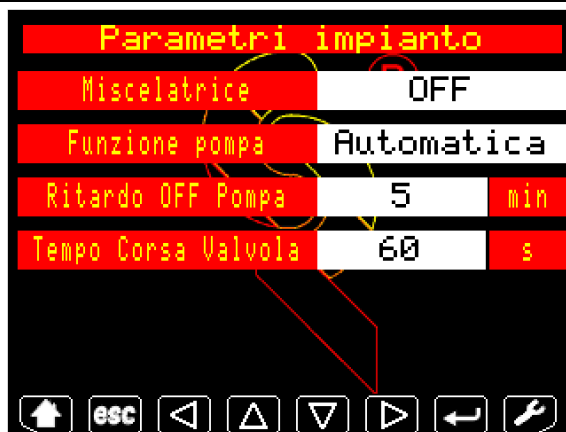 Parametri impianto
Miscelatrice OFF
Funzione pompa Automatica
Ritardo OFF Pompa 5 min
Tempo Corsa Valvola 60 s
esc